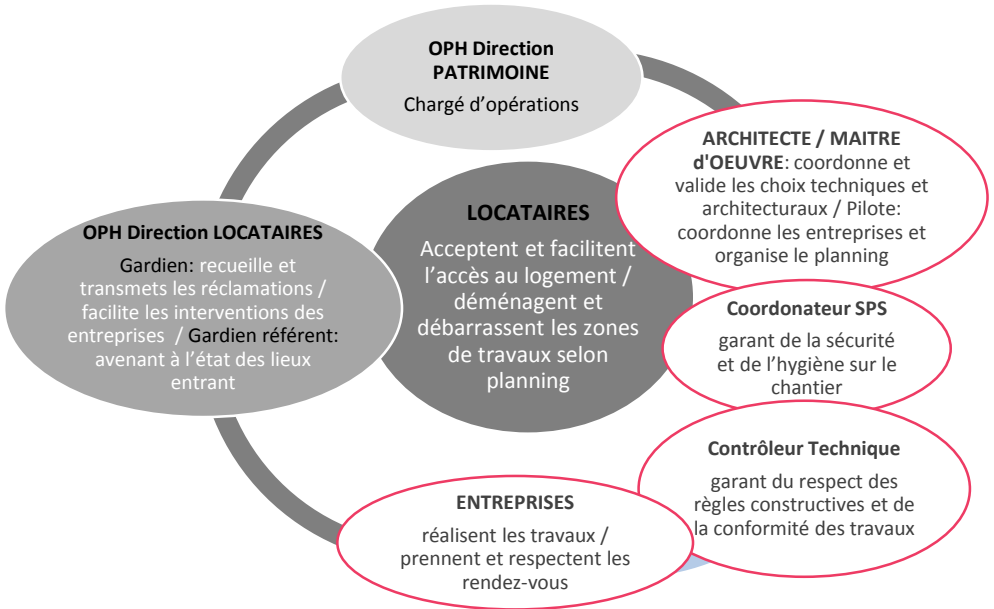 OPH Direction
PATRIMOINE
Chargé d'opérations
ARCHITECTE / MAITRE
d'OEUVRE: coordonne et
valide les choix techniques et
architecturaux / Pilote:
coordonne les entreprises et
organise le planning
LOCATAIRES
Acceptent et facilitent
l'accès au logement /
déménagent et
débarrassent les zones
de travaux selon
planning
OPH Direction LOCATAIRES
Gardien: recueille et
transmets les réclamations /
facilite les interventions des
entreprises / Gardien référent:
avenant à l'état des lieux
entrant
Coordonateur SPS
garant de la sécurité
et de l'hygiène sur le
chantier
Contrôleur Technique
garant du respect des
règles constructives et de
la conformité des travaux
ENTREPRISES
réalisent les travaux /
prennent et respectent les
rendez-vous